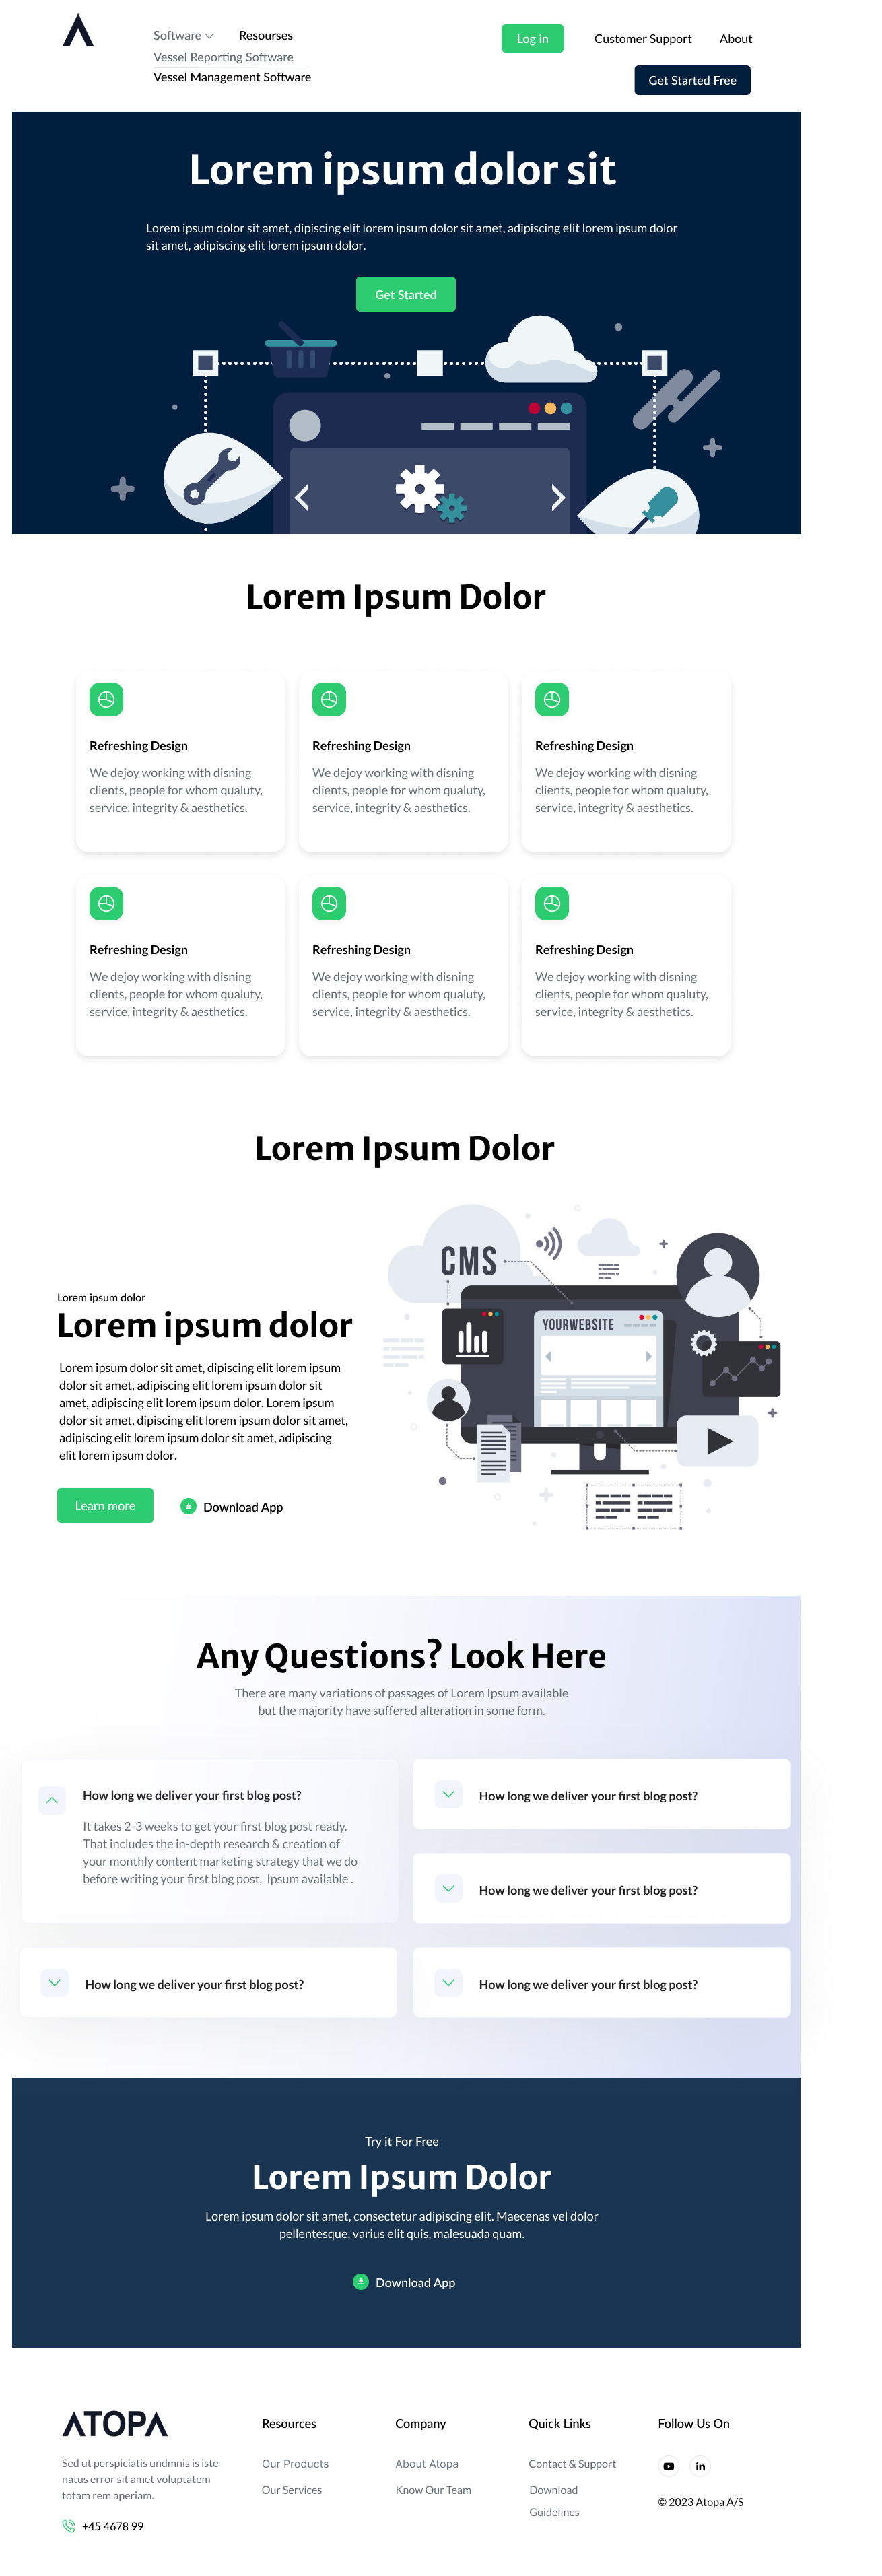 Software
Resourses
Vessel Reporting Software
Vessel Management Software
Log in
Customer Support
About
Get Started Free
Lorem ipsum dolor sit
Lorem ipsum dolor sit amet, dipiscing elit lorem ipsum dolor sit amet, adipiscing elit lorem ipsum dolor
sit amet, adipiscing elit lorem ipsum dolor.
Get Started
Lorem Ipsum Dolor
Refreshing Design
We dejoy working with disning
clients, people for whom qualuty,
service, integrity & aesthetics.
Refreshing Design
We dejoy working with disning
clients, people for whom qualuty,
service, integrity & aesthetics.
Refreshing Design
We dejoy working with disning
clients, people for whom qualuty,
service, integrity & aesthetics.
Refreshing Design
We dejoy working with disning
clients, people for whom qualuty,
service, integrity & aesthetics.
Refreshing Design
We dejoy working with disning
clients, people for whom qualuty,
service, integrity & aesthetics.
Refreshing Design
We dejoy working with disning
clients, people for whom qualuty,
service, integrity & aesthetics.
Lorem Ipsum Dolor
Lorem ipsum dolor
Lorem ipsum dolor
Lorem ipsum dolor sit amet, dipiscing elit lorem ipsum
dolor sit amet, adipiscing elit lorem ipsum dolor sit
amet, adipiscing elit lorem ipsum dolor. Lorem ipsum
dolor sit amet, dipiscing elit lorem ipsum dolor sit amet,
adipiscing elit lorem ipsum dolor sit amet, adipiscing
elit lorem ipsum dolor.
Learn more
Download App
CMS
YOURWEBSITE
Any Questions? Look Here
There are many variations of passages of Lorem Ipsum available
but the majority have suffered alteration in some form.
How long we deliver your first blog post?
It takes 2-3 weeks to get your first blog post ready.
That includes the in-depth research & creation of
your monthly content marketing strategy that we do
before writing your first blog post, Ipsum available .
How long we deliver your first blog post?
How long we deliver your first blog post?
How long we deliver your first blog post?
How long we deliver your first blog post?
Try it For Free
Lorem Ipsum Dolor
Lorem ipsum dolor sit amet, consectetur adipiscing elit. Maecenas vel dolor
pellentesque, varius elit quis, malesuada quam.
Download App
ATOPA
Sed ut perspiciatis undmnis is iste
natus error sit amet voluptatem
totam rem aperiam.
+45 4678 99
Resources
Our Products
Our Services
Company
About Atopa
Know Our Team
Quick Links
Contact & Support
Download
Guidelines
Follow Us On
in
© 2023 Atopa A/S